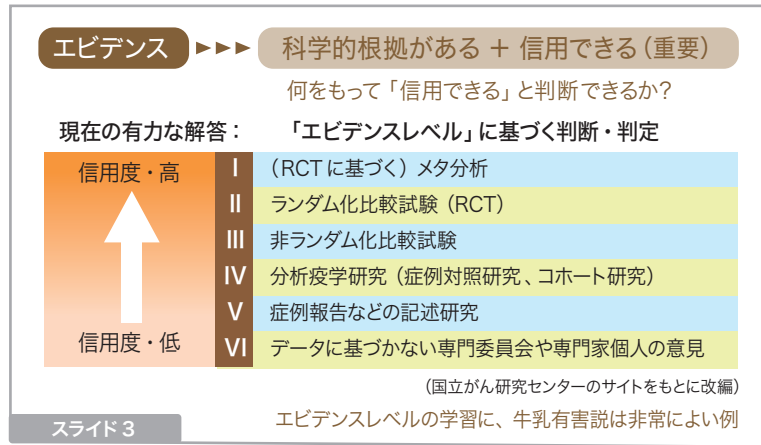 エビデンス ▶▶▶ 科学的根拠がある + 信用できる(重要)
何をもって「信用できる」と判断できるか?
現在の有力な解答: 「エビデンスレベル」に基づく判断・判定
信用度・高 I (RCTに基づく) メタ分析
II ランダム化比較試験 (RCT)
III 非ランダム化比較試験
IV 分析疫学研究 (症例対照研究、コホート研究)
V 症例報告などの記述研究
信用度・低 VI データに基づかない専門委員会や専門家個人の意見
(国立がん研究センターのサイトをもとに改編)
スライド 3 エビデンスレベルの学習に、牛乳有害説は非常によい例